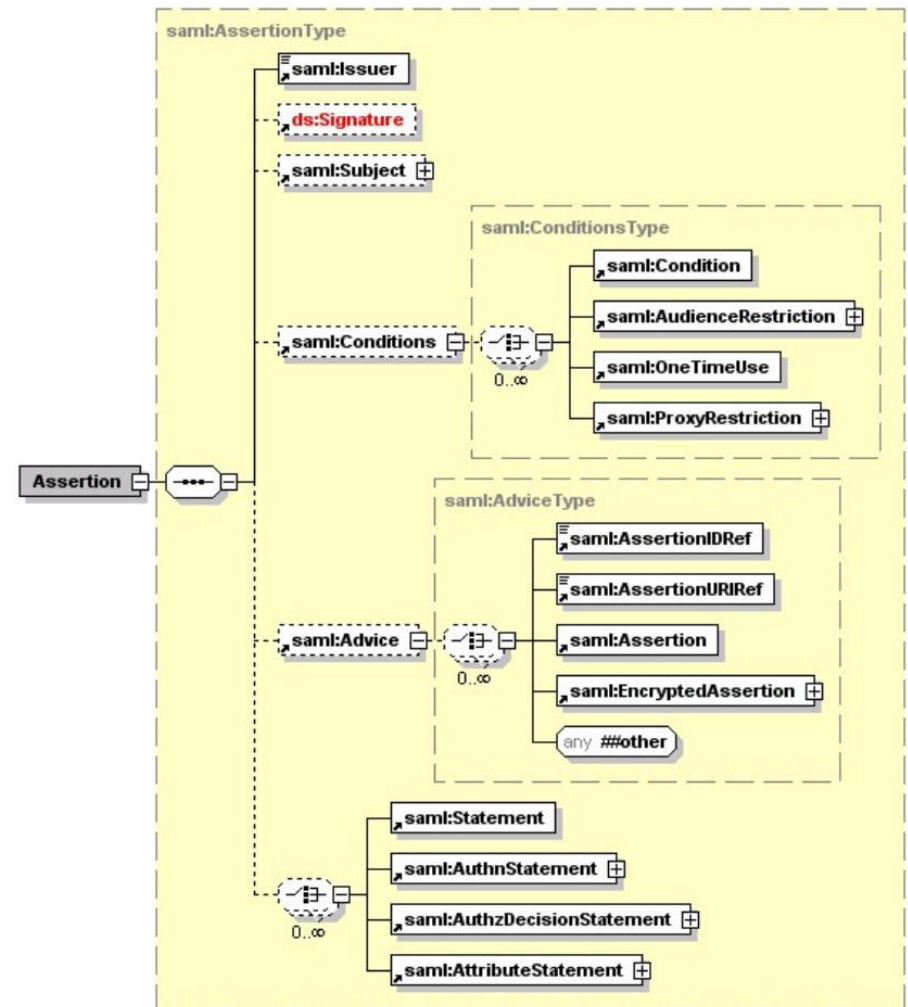 saml:AssertionType
saml:Issuer
ds:Signature
saml:Subject
saml:ConditionsType
saml:Condition
saml:AudienceRestriction
saml:Conditions
0..∞
saml:OneTimeUse
saml:ProxyRestriction
Assertion
saml:AdviceType
saml:AssertionIDRef
saml:AssertionURIRef
saml:Advice
0..∞
saml:Assertion
saml:EncryptedAssertion
any ##other
saml:Statement
saml:AuthnStatement
0..∞
saml:AuthzDecisionStatement
saml:AttributeStatement